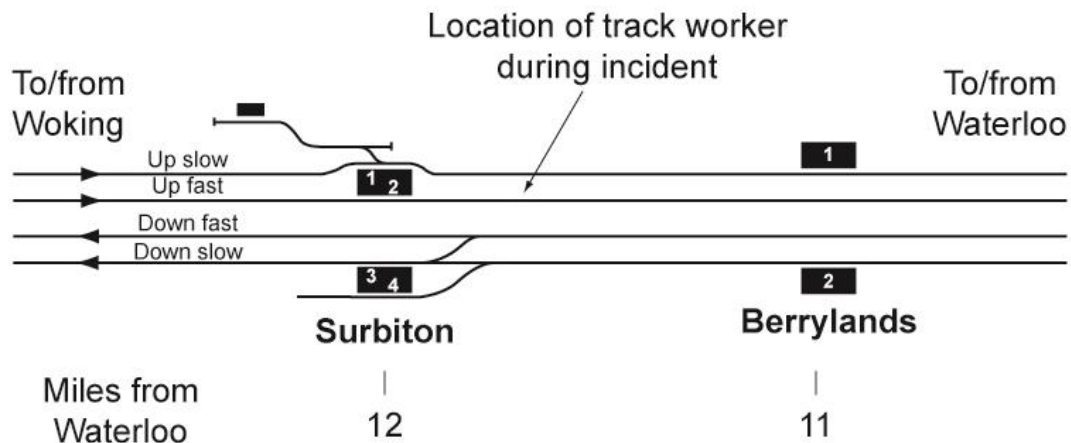 Location of track worker
during incident
To/from
Woking
To/from
Waterloo
Up slow
1
1 2
Up fast
Down fast
Down slow
3 4
2
Surbiton
Berrylands
Miles from
Waterloo
12
11